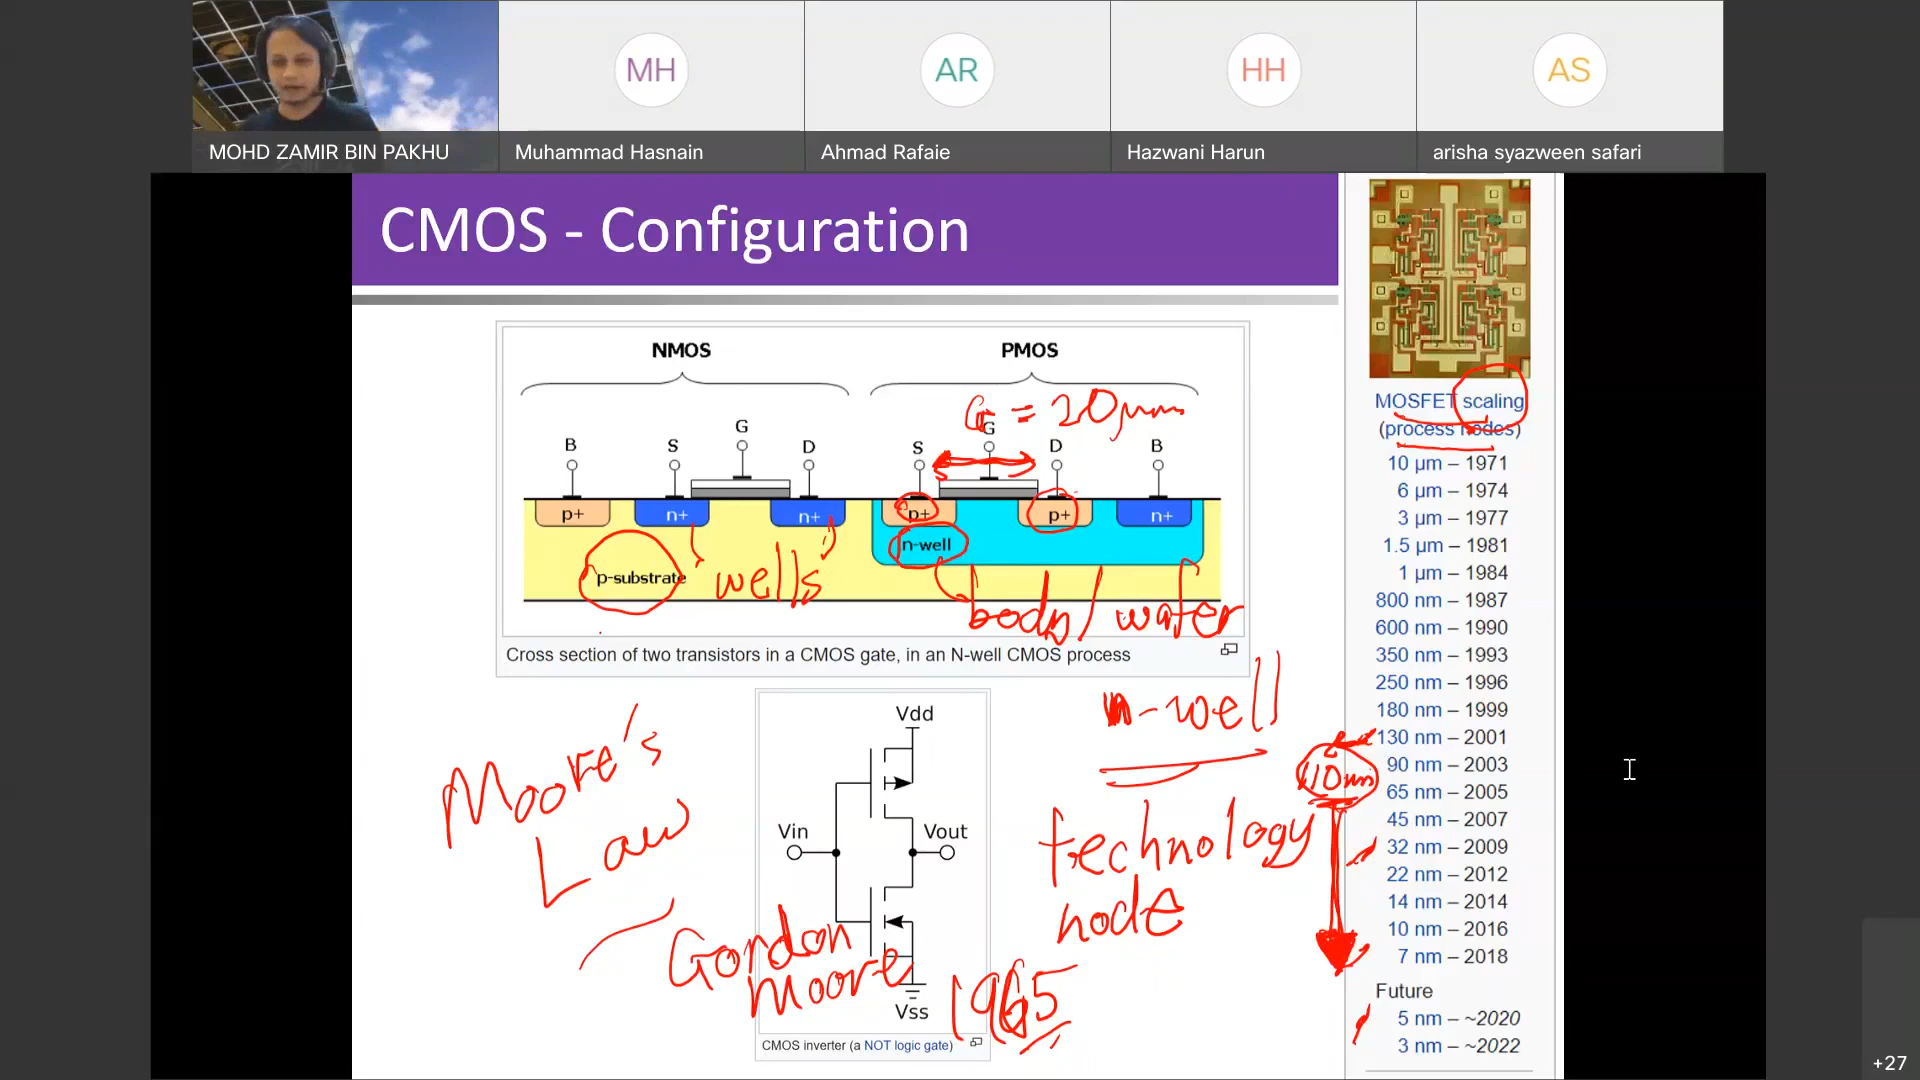 MH
AR
HH
AS
MOHD ZAMIR BIN PAKHU
Muhammad Hasnain
Ahmad Rafaie
Hazwani Harun
arisha syazween safari
CMOS - Configuration
NMOS
PMOS
G = 20 µm
B
S
G
D
S
G
D
B
p+
n+
n+
p+
p+
n+
n-well
p-substrate
wells
body / wafer
Cross section of two transistors in a CMOS gate, in an N-well CMOS process
n-well
technology
node
Moore's
Law
Gordon
Moore
1965
Vdd
Vin
Vout
Vss
CMOS inverter (a NOT logic gate)
MOSFET scaling
(process nodes)
10 µm – 1971
6 µm – 1974
3 µm – 1977
1.5 µm – 1981
1 µm – 1984
800 nm – 1987
600 nm – 1990
350 nm – 1993
250 nm – 1996
180 nm – 1999
130 nm – 2001
110nm
90 nm – 2003
65 nm – 2005
45 nm – 2007
32 nm – 2009
22 nm – 2012
14 nm – 2014
10 nm – 2016
7 nm – 2018
Future
5 nm – ~2020
3 nm – ~2022
+27